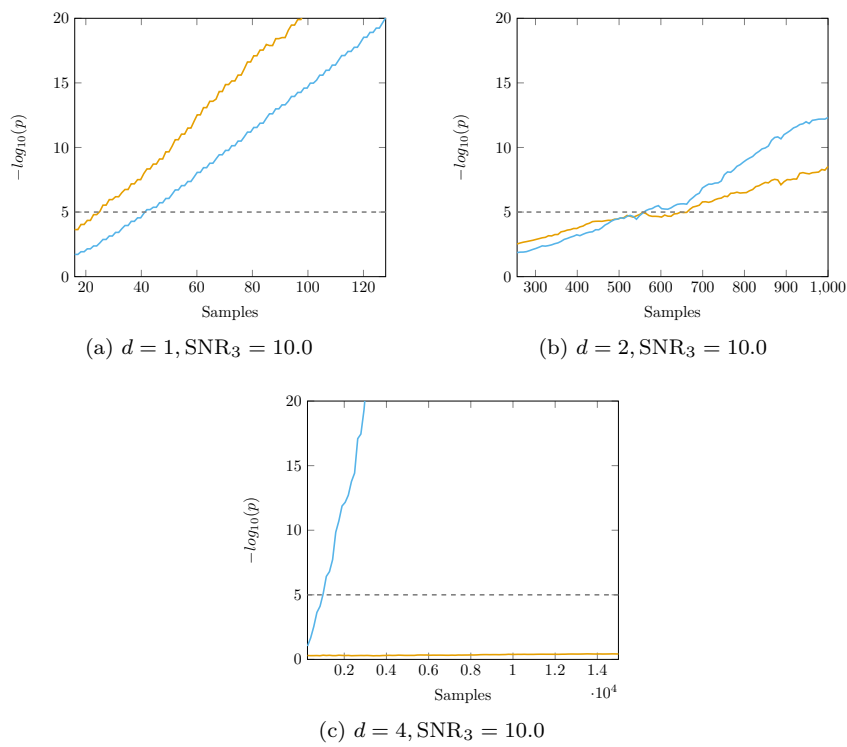 20
15
10
5
0
−log10(p)
20 40 60 80 100 120
Samples
(a) d = 1, SNR₃ = 10.0
20
15
10
5
0
−log10(p)
300 400 500 600 700 800 900 1,000
Samples
(b) d = 2, SNR₃ = 10.0
20
15
10
5
0
−log10(p)
0.2 0.4 0.6 0.8 1 1.2 1.4
·10⁴
Samples
(c) d = 4, SNR₃ = 10.0